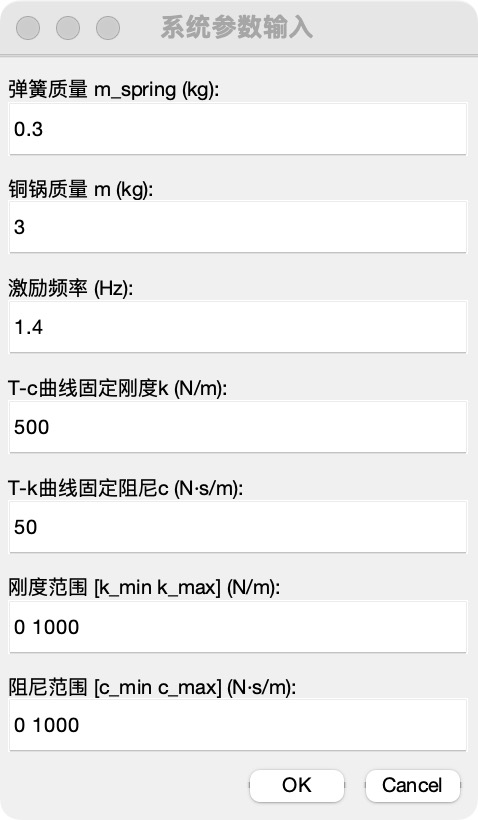 系统参数输入
弹簧质量 m_spring (kg):
0.3
铜锅质量 m (kg):
3
激励频率 (Hz):
1.4
T-c曲线固定刚度k (N/m):
500
T-k曲线固定阻尼c (N·s/m):
50
刚度范围 [k_min k_max] (N/m):
0 1000
阻尼范围 [c_min c_max] (N·s/m):
0 1000
OK Cancel